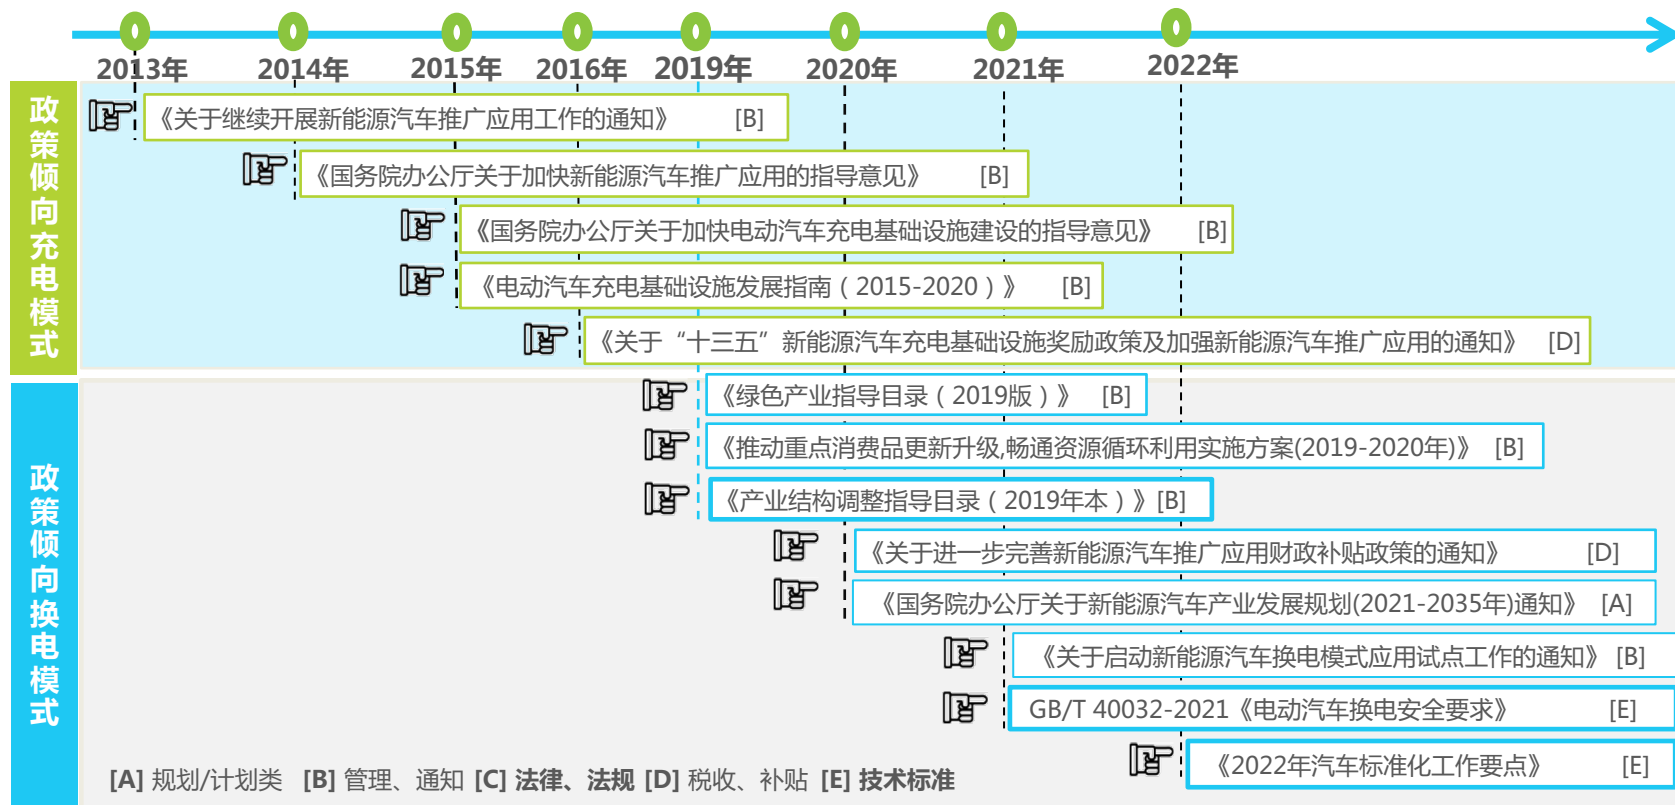 2013年 2014年 2015年 2016年 2019年 2020年 2021年 2022年
政策倾向充电模式
《关于继续开展新能源汽车推广应用工作的通知》 [B]
《国务院办公厅关于加快新能源汽车推广应用的指导意见》 [B]
《国务院办公厅关于加快电动汽车充电基础设施建设的指导意见》 [B]
《电动汽车充电基础设施发展指南（2015-2020）》 [B]
《关于“十三五”新能源汽车充电基础设施奖励政策及加强新能源汽车推广应用的通知》 [D]
政策倾向换电模式
《绿色产业指导目录（2019版）》 [B]
《推动重点消费品更新升级,畅通资源循环利用实施方案(2019-2020年)》 [B]
《产业结构调整指导目录（2019年本）》[B]
《关于进一步完善新能源汽车推广应用财政补贴政策的通知》 [D]
《国务院办公厅关于新能源汽车产业发展规划(2021-2035年)通知》 [A]
《关于启动新能源汽车换电模式应用试点工作的通知》 [B]
GB/T 40032-2021《电动汽车换电安全要求》 [E]
《2022年汽车标准化工作要点》 [E]
[A] 规划/计划类 [B] 管理、通知 [C] 法律、法规 [D] 税收、补贴 [E] 技术标准